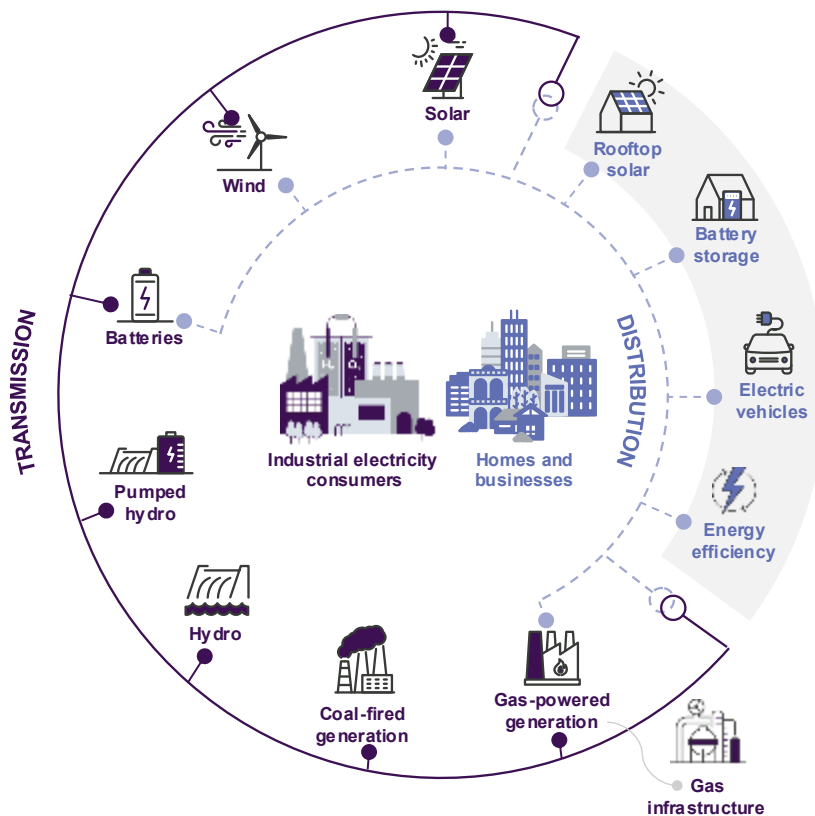 Solar
Rooftop
solar
Wind
Battery
storage
TRANSMISSION
Batteries
DISTRIBUTION
Electric
vehicles
Industrial electricity
consumers
Homes and
businesses
Pumped
hydro
Energy
efficiency
Hydro
Coal-fired
generation
Gas-powered
generation
Gas
infrastructure